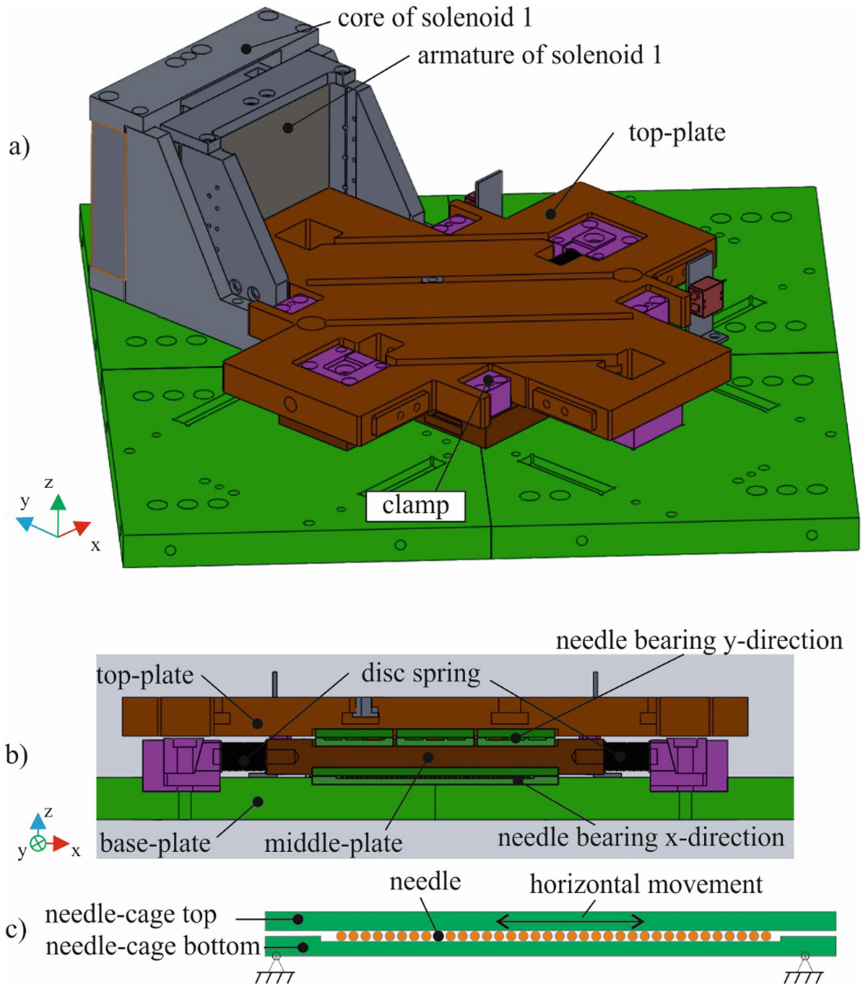 core of solenoid 1
armature of solenoid 1
a)
top-plate
clamp
z
y
x
needle bearing y-direction
top-plate
disc spring
b)
z
y
x
base-plate
middle-plate
needle bearing x-direction
needle
horizontal movement
needle-cage top
c)
needle-cage bottom